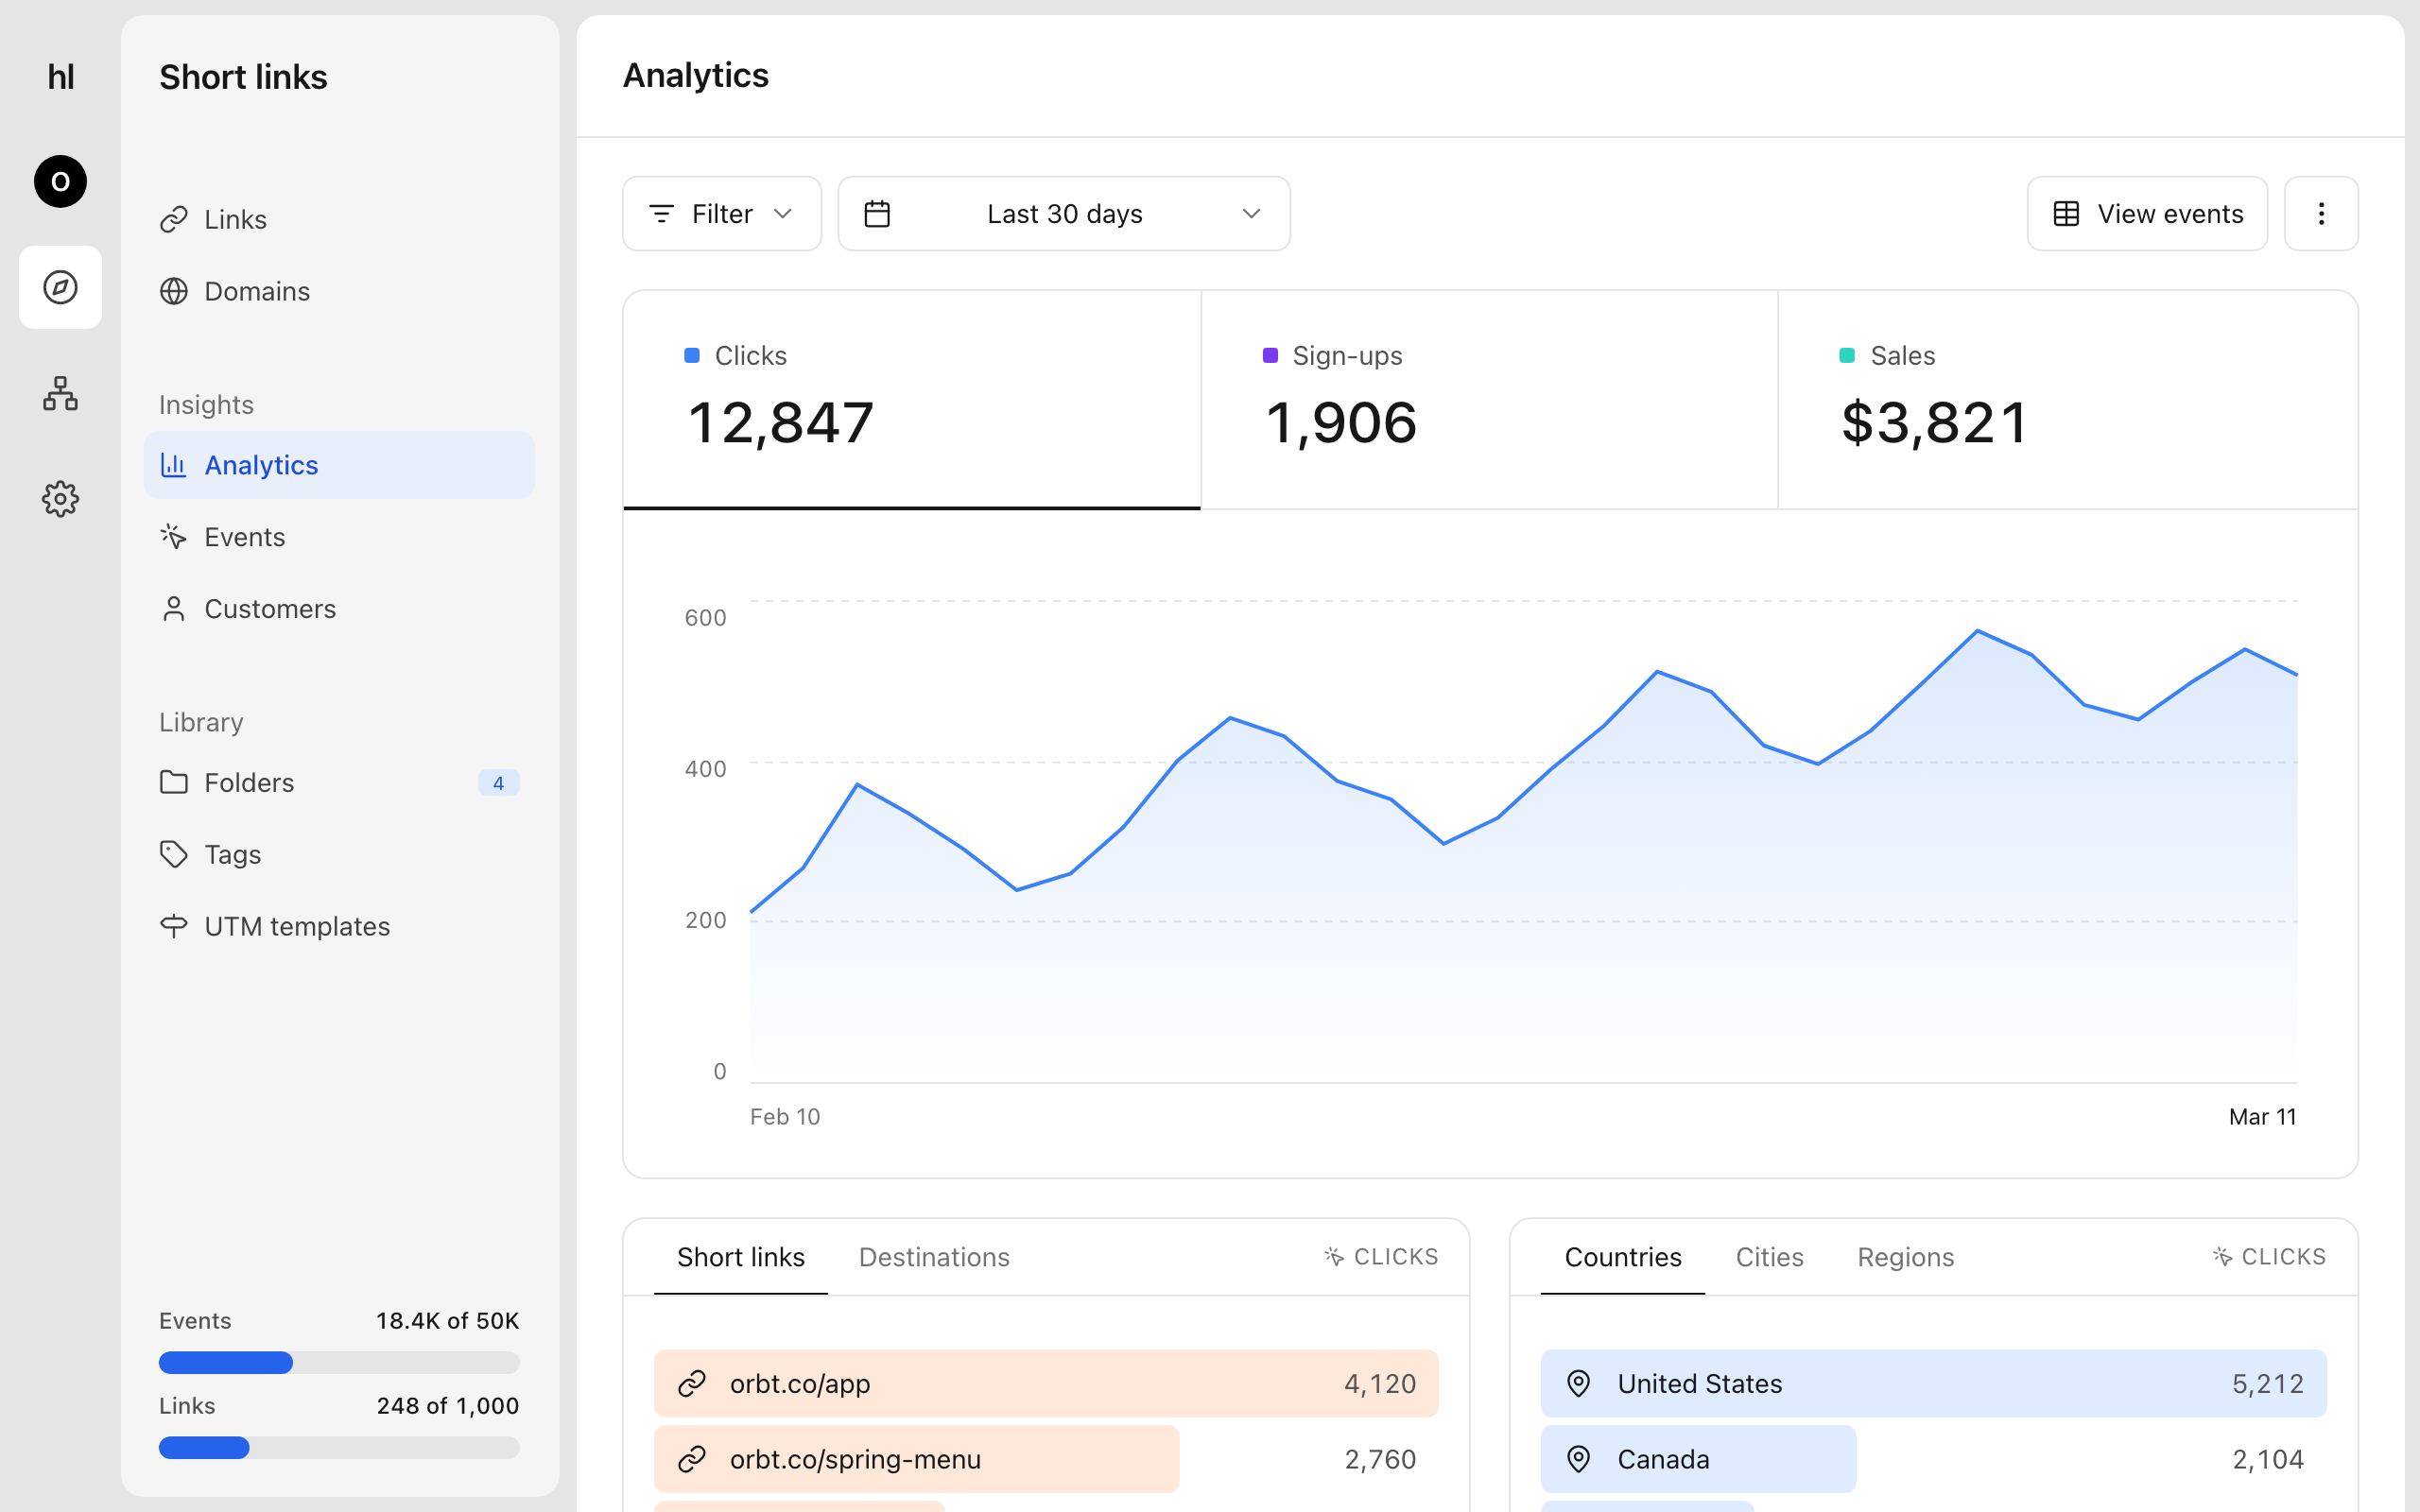 hl
O
Short links
Links
Domains
Insights
Analytics
Events
Customers
Library
Folders 4
Tags
UTM templates
Events 18.4K of 50K
Links 248 of 1,000
Analytics
Filter
Last 30 days
View events
Clicks
12,847
Sign-ups
1,906
Sales
$3,821
600
400
200
0
Feb 10
Mar 11
Short links Destinations CLICKS
orbt.co/app 4,120
orbt.co/spring-menu 2,760
Countries Cities Regions CLICKS
United States 5,212
Canada 2,104